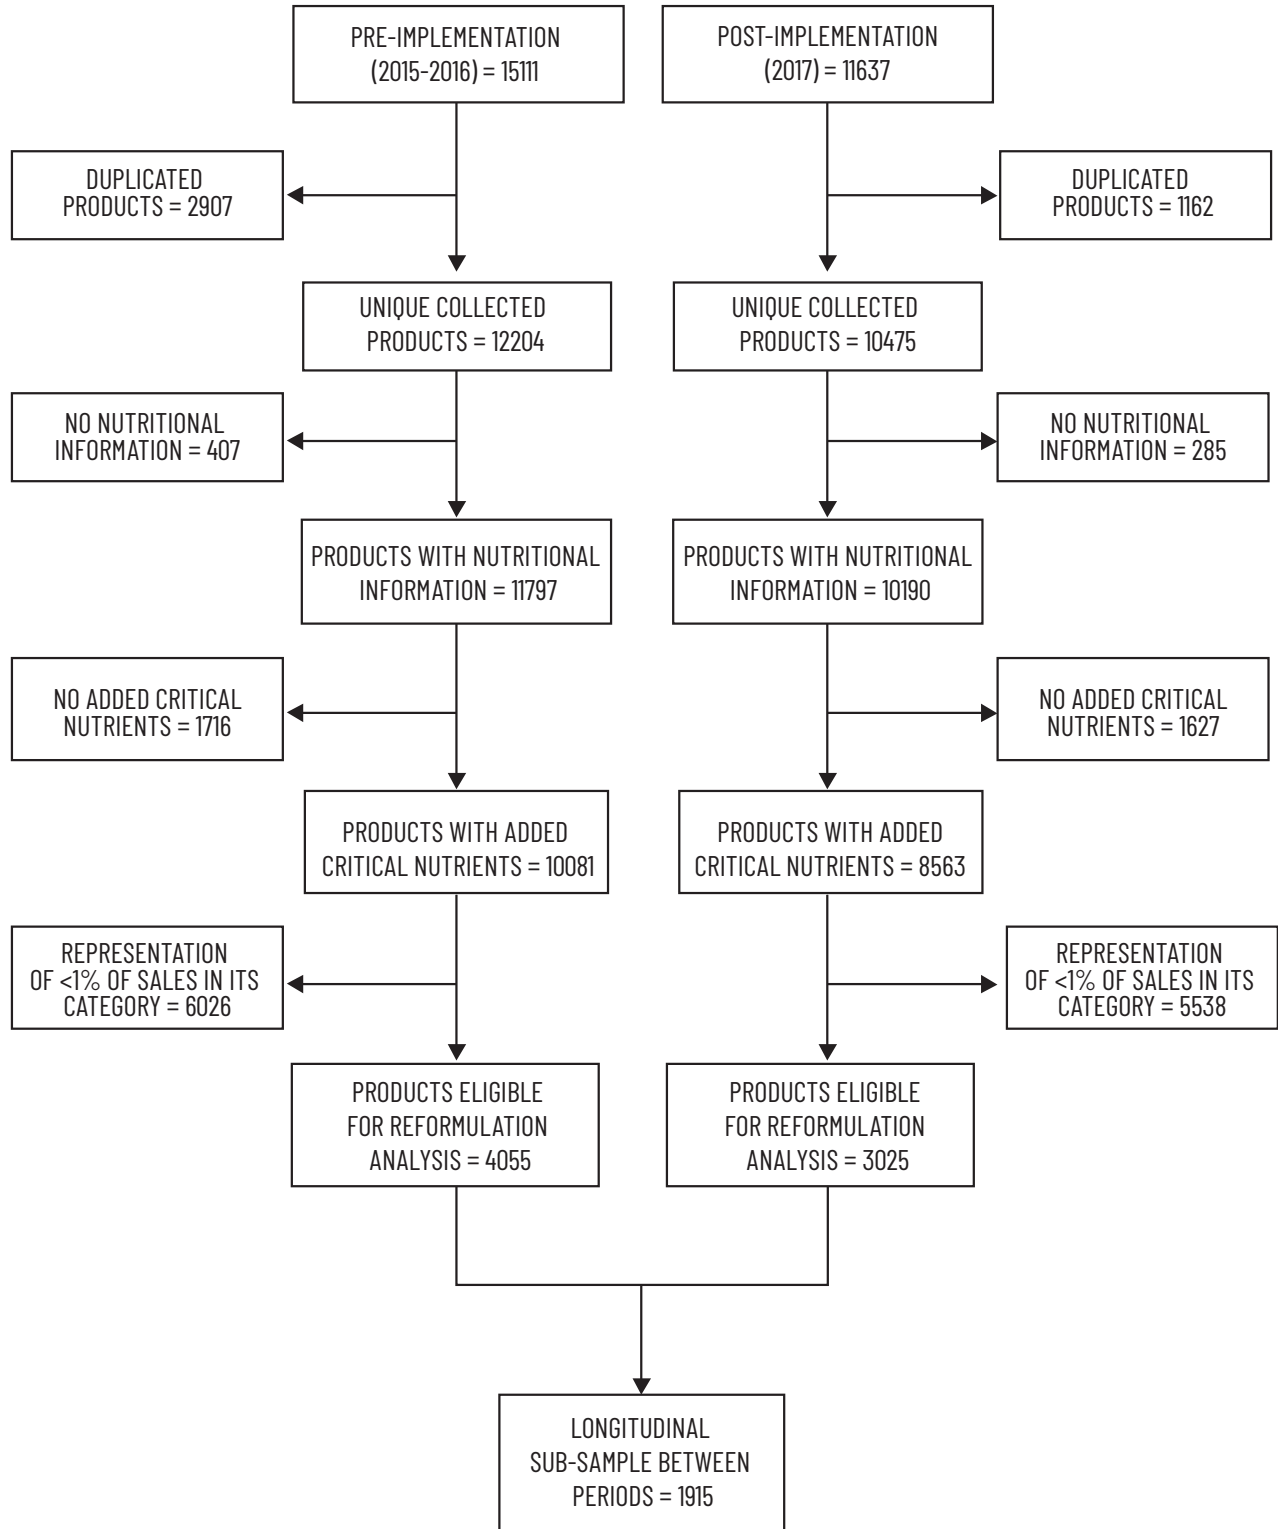 PRE-IMPLEMENTATION
(2015-2016) = 15111
POST-IMPLEMENTATION
(2017) = 11637
DUPLICATED
PRODUCTS = 2907
DUPLICATED
PRODUCTS = 1162
UNIQUE COLLECTED
PRODUCTS = 12204
UNIQUE COLLECTED
PRODUCTS = 10475
NO NUTRITIONAL
INFORMATION = 407
NO NUTRITIONAL
INFORMATION = 285
PRODUCTS WITH NUTRITIONAL
INFORMATION = 11797
PRODUCTS WITH NUTRITIONAL
INFORMATION = 10190
NO ADDED CRITICAL
NUTRIENTS = 1716
NO ADDED CRITICAL
NUTRIENTS = 1627
PRODUCTS WITH ADDED
CRITICAL NUTRIENTS = 10081
PRODUCTS WITH ADDED
CRITICAL NUTRIENTS = 8563
REPRESENTATION
OF <1% OF SALES IN ITS
CATEGORY = 6026
REPRESENTATION
OF <1% OF SALES IN ITS
CATEGORY = 5538
PRODUCTS ELIGIBLE
FOR REFORMULATION
ANALYSIS = 4055
PRODUCTS ELIGIBLE
FOR REFORMULATION
ANALYSIS = 3025
LONGITUDINAL
SUB-SAMPLE BETWEEN
PERIODS = 1915